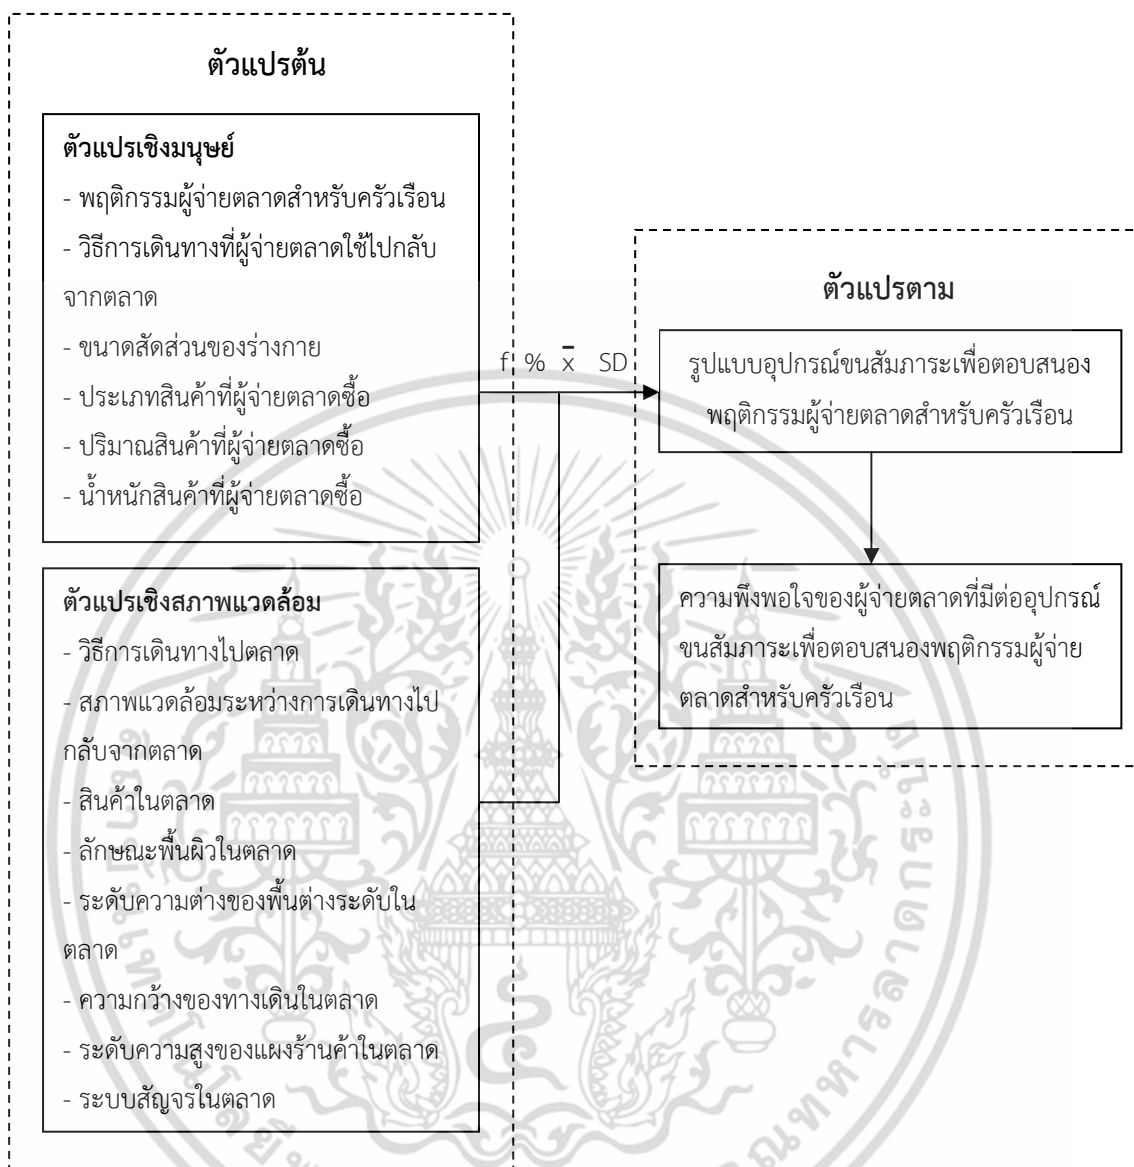 ตัวแปรต้น
ตัวแปรเชิงมนุษย์
- พฤติกรรมผู้จ่ายตลาดสำหรับครัวเรือน
- วิธีการเดินทางที่ผู้จ่ายตลาดใช้ไปกลับ
จากตลาด
- ขนาดสัดส่วนของร่างกาย
- ประเภทสินค้าที่ผู้จ่ายตลาดซื้อ
- ปริมาณสินค้าที่ผู้จ่ายตลาดซื้อ
- น้ำหนักสินค้าที่ผู้จ่ายตลาดซื้อ
ตัวแปรเชิงสภาพแวดล้อม
- วิธีการเดินทางไปตลาด
- สภาพแวดล้อมระหว่างการเดินทางไป
กลับจากตลาด
- สินค้าในตลาด
- ลักษณะพื้นผิวในตลาด
- ระดับความต่างของพื้นต่างระดับใน
ตลาด
- ความกว้างของทางเดินในตลาด
- ระดับความสูงของแผงร้านค้าในตลาด
- ระบบสัญจรในตลาด
f % x̄ SD
ตัวแปรตาม
รูปแบบอุปกรณ์ขนสัมภาระเพื่อตอบสนอง
พฤติกรรมผู้จ่ายตลาดสำหรับครัวเรือน
ความพึงพอใจของผู้จ่ายตลาดที่มีต่ออุปกรณ์
ขนสัมภาระเพื่อตอบสนองพฤติกรรมผู้จ่าย
ตลาดสำหรับครัวเรือน